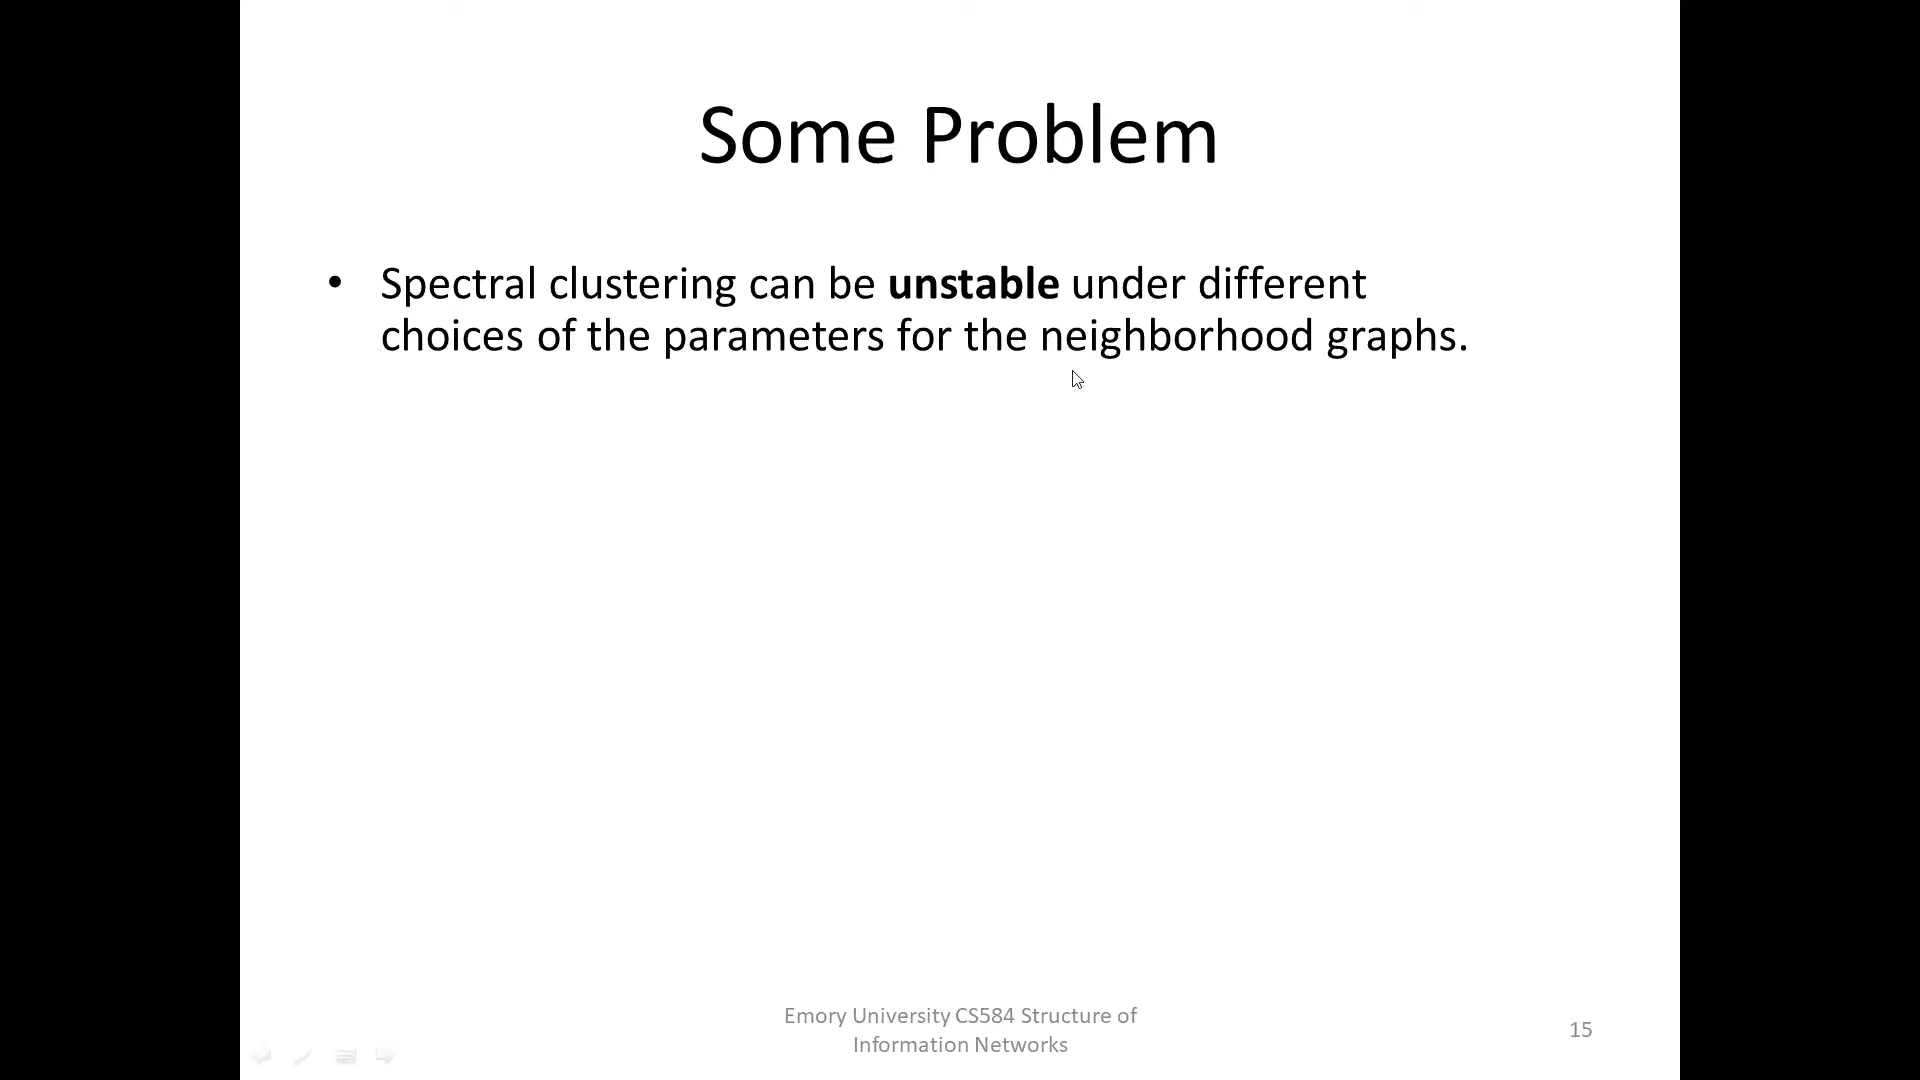 Some Problem
• Spectral clustering can be unstable under different
choices of the parameters for the neighborhood graphs.
Emory University CS584 Structure of
Information Networks
15